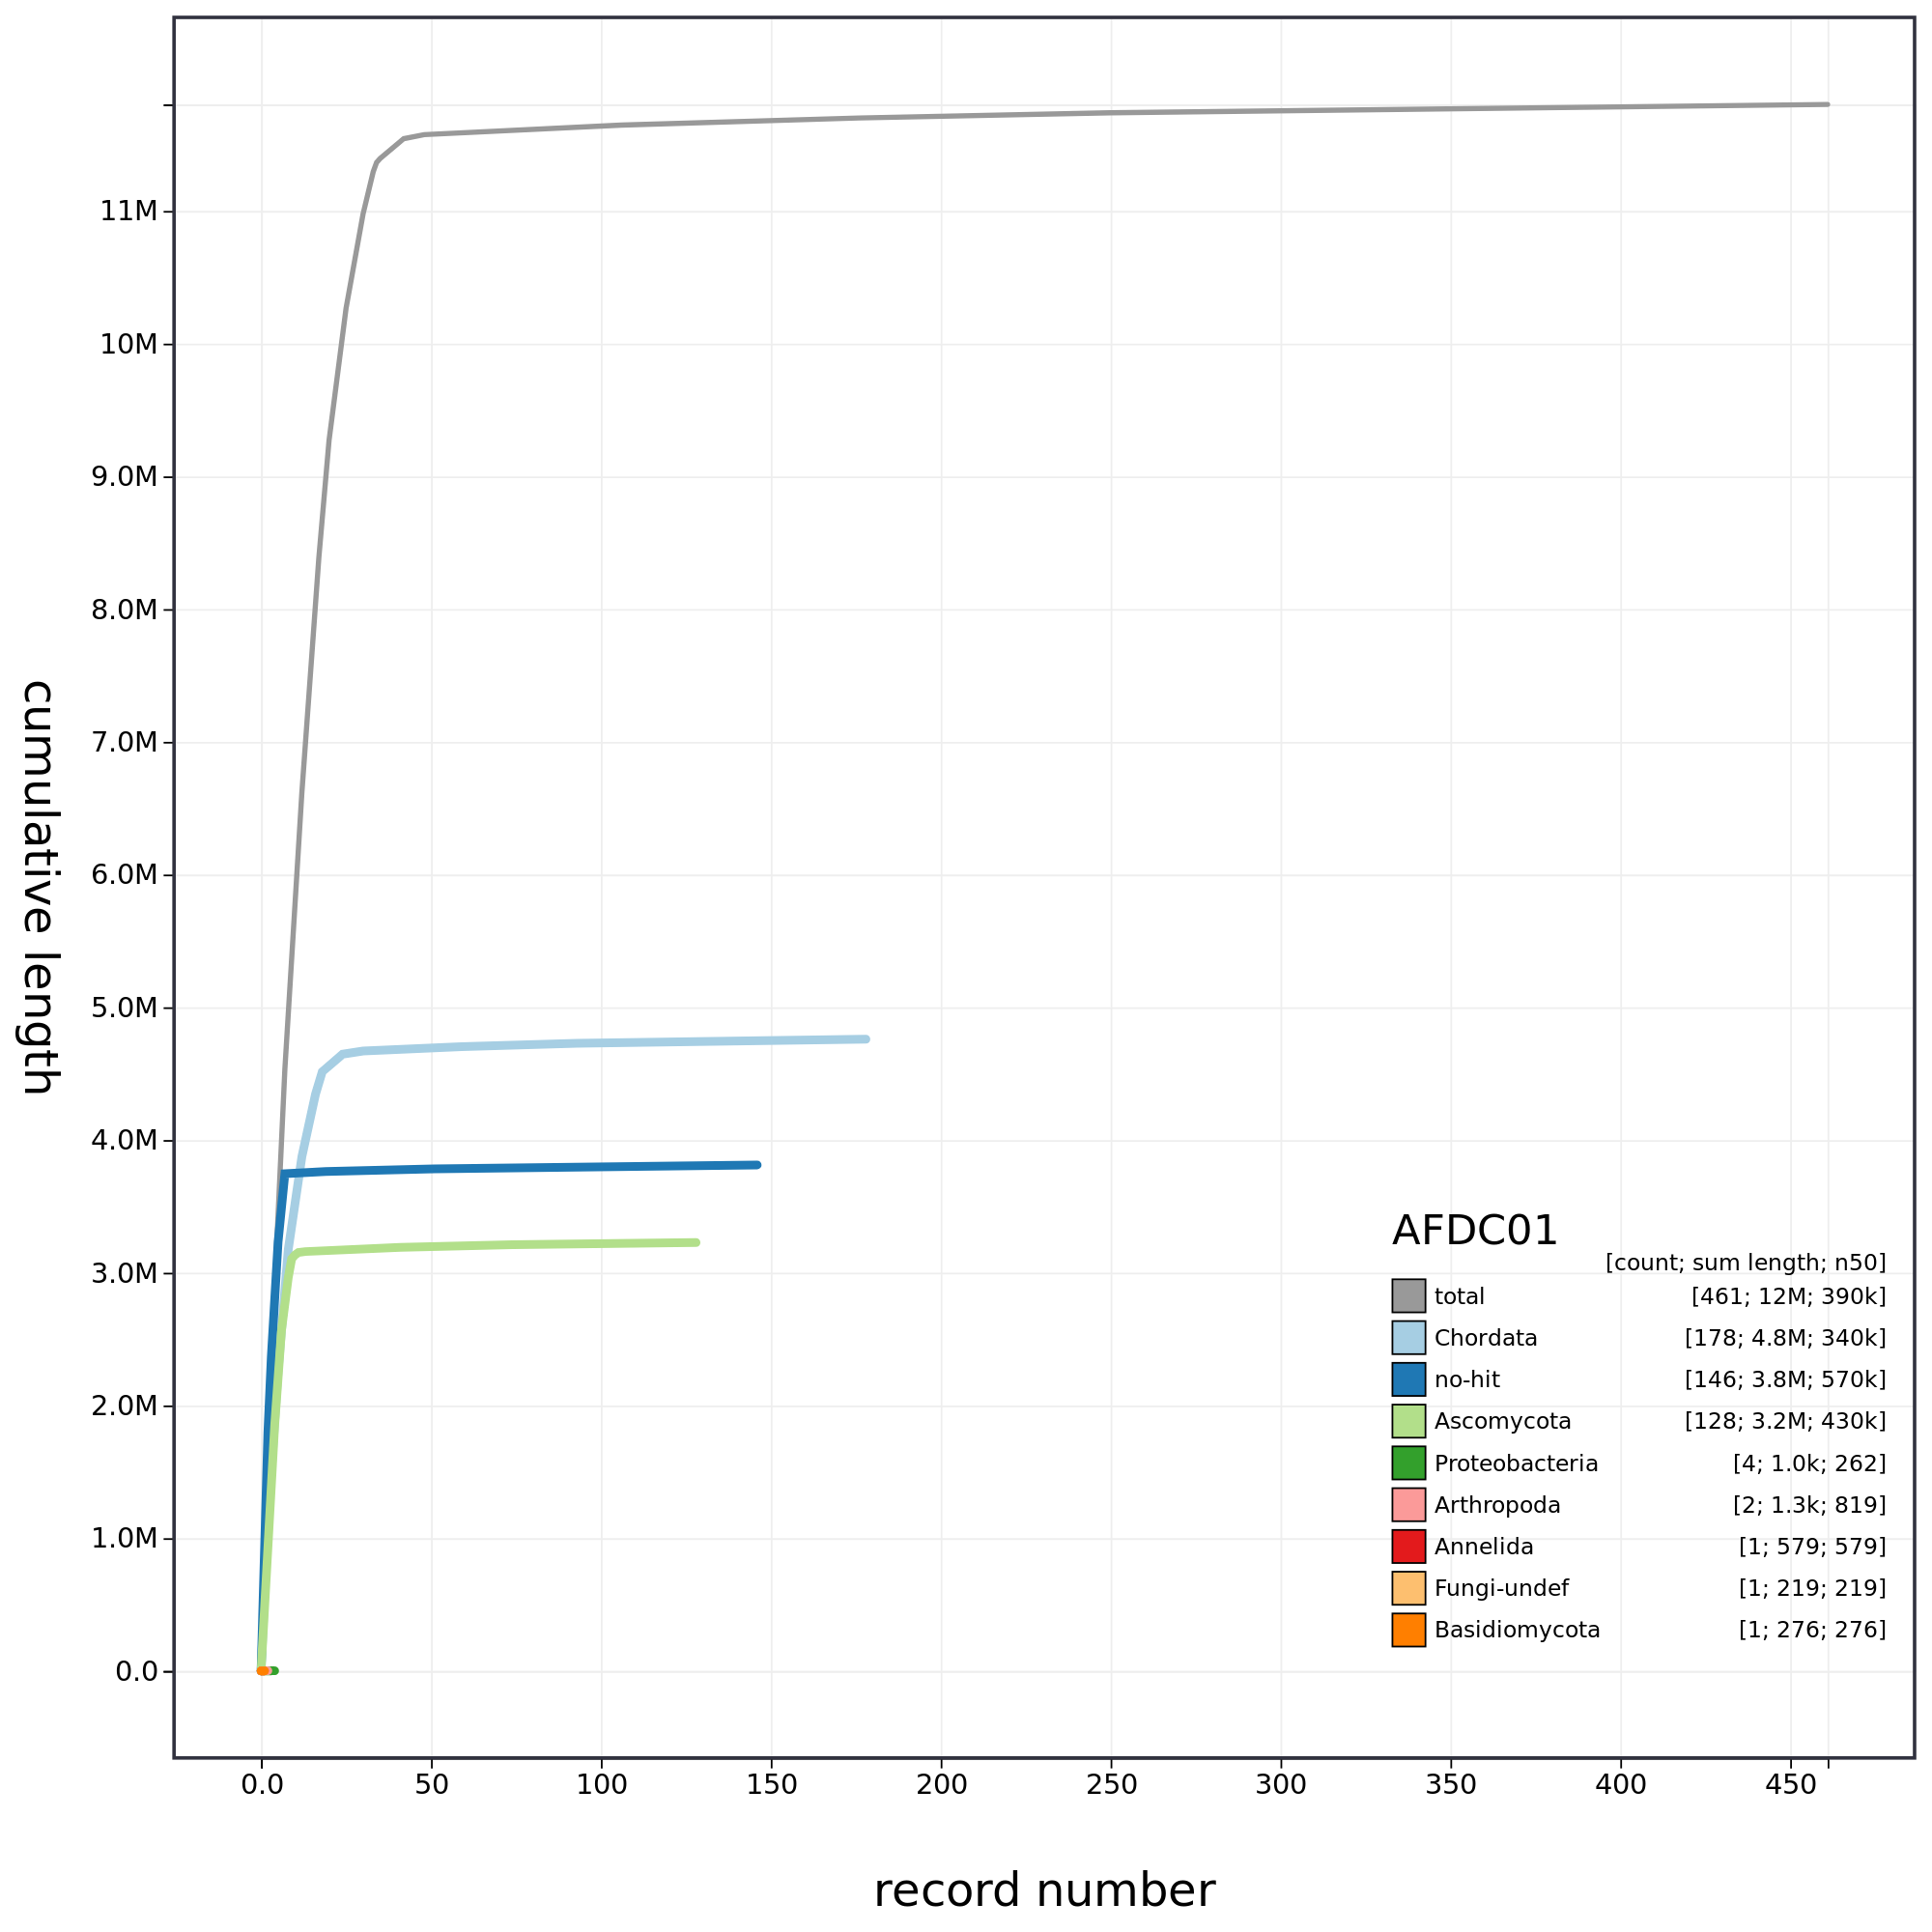 cumulative length
11M
10M
9.0M
8.0M
7.0M
6.0M
5.0M
4.0M
3.0M
2.0M
1.0M
0.0
AFDC01
[count; sum length; n50]
total [461; 12M; 390k]
Chordata [178; 4.8M; 340k]
no-hit [146; 3.8M; 570k]
Ascomycota [128; 3.2M; 430k]
Proteobacteria [4; 1.0k; 262]
Arthropoda [2; 1.3k; 819]
Annelida [1; 579; 579]
Fungi-undef [1; 219; 219]
Basidiomycota [1; 276; 276]
0.0 50 100 150 200 250 300 350 400 450
record number